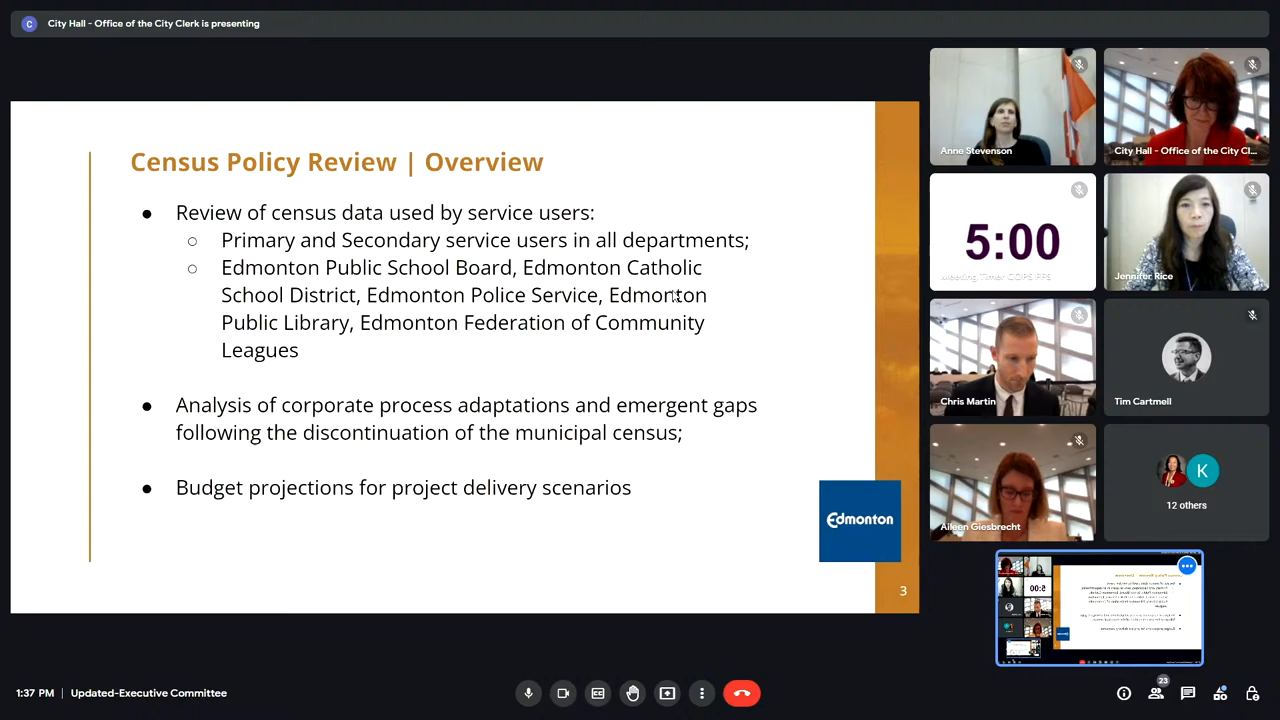 C City Hall - Office of the City Clerk is presenting
Census Policy Review | Overview
● Review of census data used by service users:
○ Primary and Secondary service users in all departments;
○ Edmonton Public School Board, Edmonton Catholic
School District, Edmonton Police Service, Edmonton
Public Library, Edmonton Federation of Community
Leagues
● Analysis of corporate process adaptations and emergent gaps
following the discontinuation of the municipal census;
● Budget projections for project delivery scenarios
Edmonton
3
Anne Stevenson
City Hall - Office of the City Cl...
5:00
Meeting Timer COPS PPS
Jennifer Rice
Chris Martin
Tim Cartmell
Aileen Giesbrecht
K
12 others
1:37 PM | Updated-Executive Committee
23